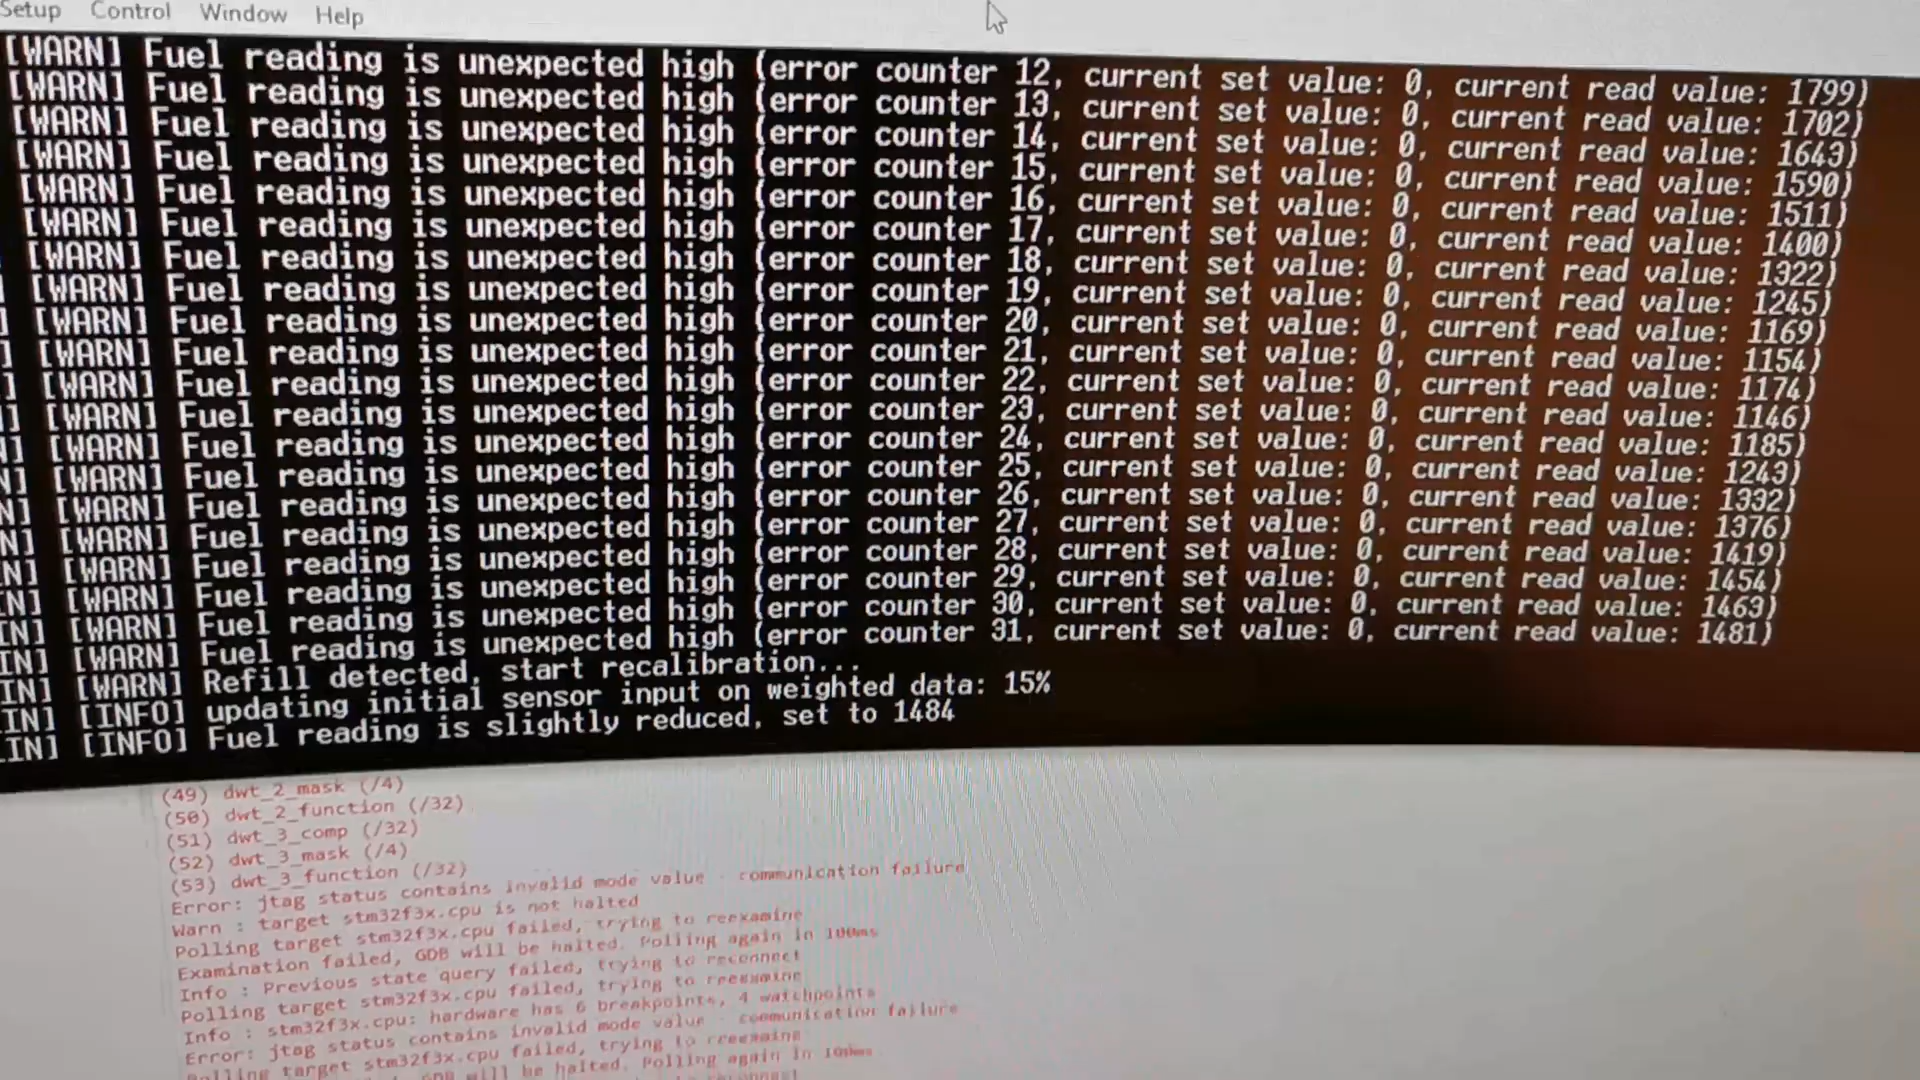 Setup Control Window Help
[WARN] Fuel reading is unexpected high (error counter 12, current set value: 0, current read value: 1799)
[WARN] Fuel reading is unexpected high (error counter 13, current set value: 0, current read value: 1702)
[WARN] Fuel reading is unexpected high (error counter 14, current set value: 0, current read value: 1643)
[WARN] Fuel reading is unexpected high (error counter 15, current set value: 0, current read value: 1590)
[WARN] Fuel reading is unexpected high (error counter 16, current set value: 0, current read value: 1511)
[WARN] Fuel reading is unexpected high (error counter 17, current set value: 0, current read value: 1400)
[WARN] Fuel reading is unexpected high (error counter 18, current set value: 0, current read value: 1322)
] [WARN] Fuel reading is unexpected high (error counter 19, current set value: 0, current read value: 1245)
] [WARN] Fuel reading is unexpected high (error counter 20, current set value: 0, current read value: 1169)
] [WARN] Fuel reading is unexpected high (error counter 21, current set value: 0, current read value: 1154)
] [WARN] Fuel reading is unexpected high (error counter 22, current set value: 0, current read value: 1174)
] [WARN] Fuel reading is unexpected high (error counter 23, current set value: 0, current read value: 1146)
N] [WARN] Fuel reading is unexpected high (error counter 24, current set value: 0, current read value: 1185)
N] [WARN] Fuel reading is unexpected high (error counter 25, current set value: 0, current read value: 1243)
N] [WARN] Fuel reading is unexpected high (error counter 26, current set value: 0, current read value: 1332)
N] [WARN] Fuel reading is unexpected high (error counter 27, current set value: 0, current read value: 1376)
N] [WARN] Fuel reading is unexpected high (error counter 28, current set value: 0, current read value: 1419)
IN] [WARN] Fuel reading is unexpected high (error counter 29, current set value: 0, current read value: 1454)
IN] [WARN] Fuel reading is unexpected high (error counter 30, current set value: 0, current read value: 1463)
IN] [WARN] Fuel reading is unexpected high (error counter 31, current set value: 0, current read value: 1481)
IN] [WARN] Refill detected, start recalibration...
IN] [INFO] updating initial sensor input on weighted data: 15%
IN] [INFO] Fuel reading is slightly reduced, set to 1484
(49) dwt_2_mask (/4)
(50) dwt_2_function (/32)
(51) dwt_3_comp (/32)
(52) dwt_3_mask (/4)
(53) dwt_3_function (/32)
Error: jtag status contains invalid mode value - communication failure
Warn : target stm32f3x.cpu is not halted
Polling target stm32f3x.cpu failed, trying to reexamine
Examination failed, GDB will be halted. Polling again in 100ms
Info : Previous state query failed, trying to reconnect
Polling target stm32f3x.cpu failed, trying to reexamine
Info : stm32f3x.cpu: hardware has 6 breakpoints, 4 watchpoints
Error: jtag status contains invalid mode value - communication failure
Polling target stm32f3x.cpu failed, trying to reexamine
GDB will be halted. Polling again in 100ms